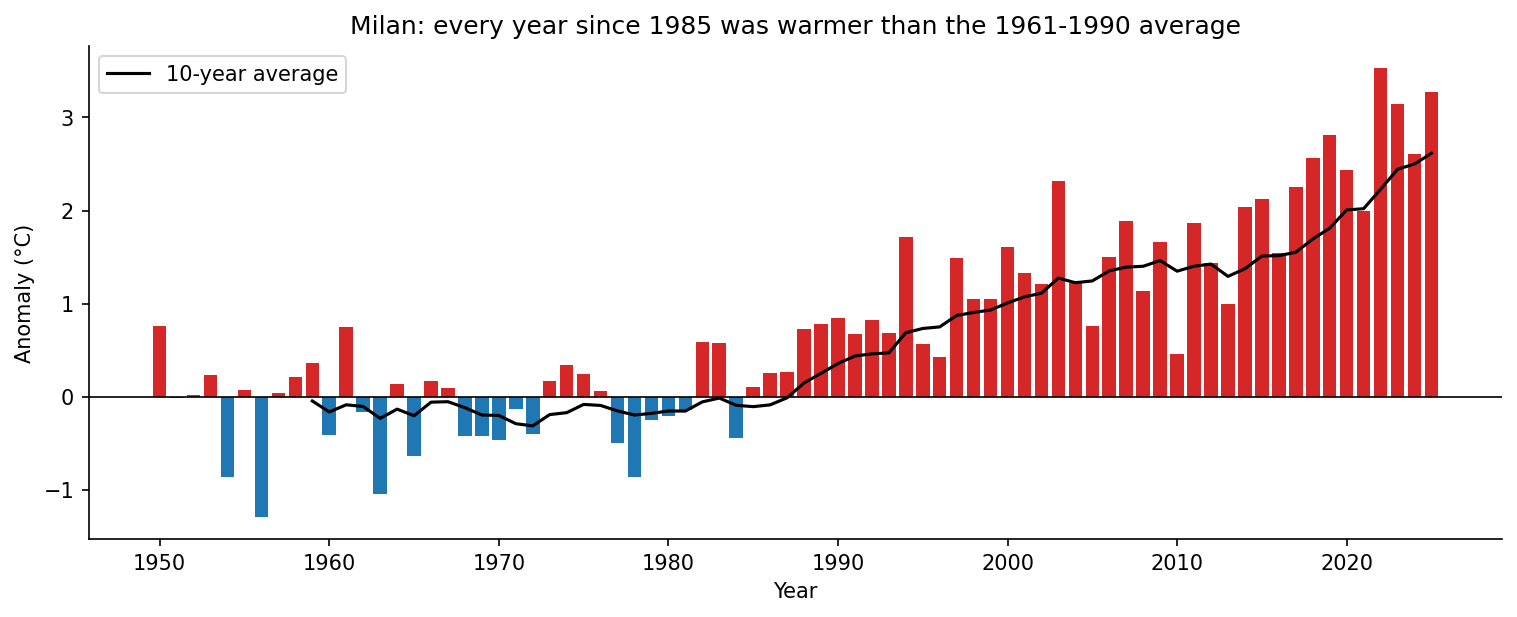 Milan: every year since 1985 was warmer than the 1961-1990 average
10-year average
Anomaly (°C)
3
2
1
0
−1
1950 1960 1970 1980 1990 2000 2010 2020
Year